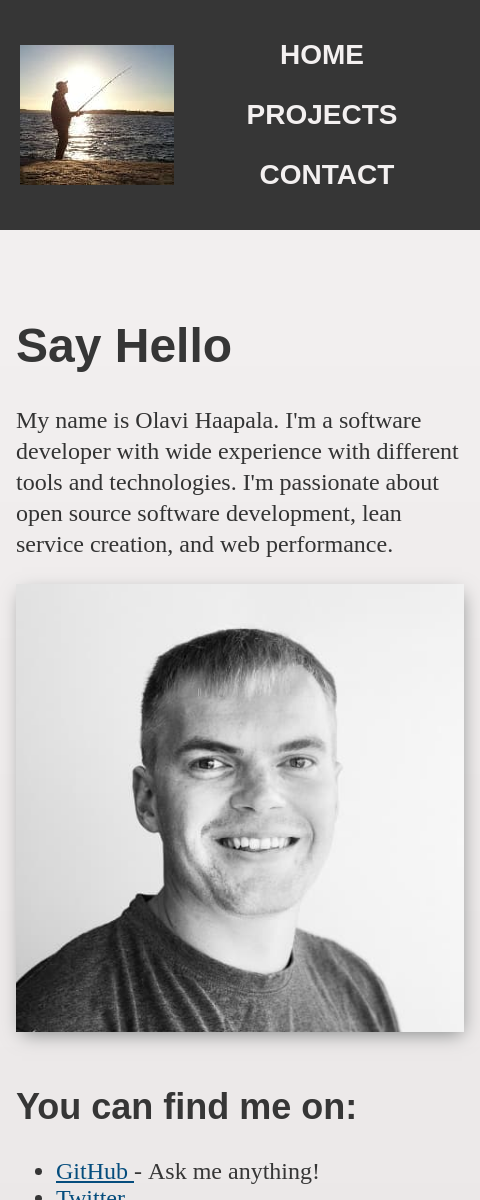 HOME
PROJECTS
CONTACT
Say Hello
My name is Olavi Haapala. I'm a software
developer with wide experience with different
tools and technologies. I'm passionate about
open source software development, lean
service creation, and web performance.
You can find me on:
GitHub - Ask me anything!
Twitter